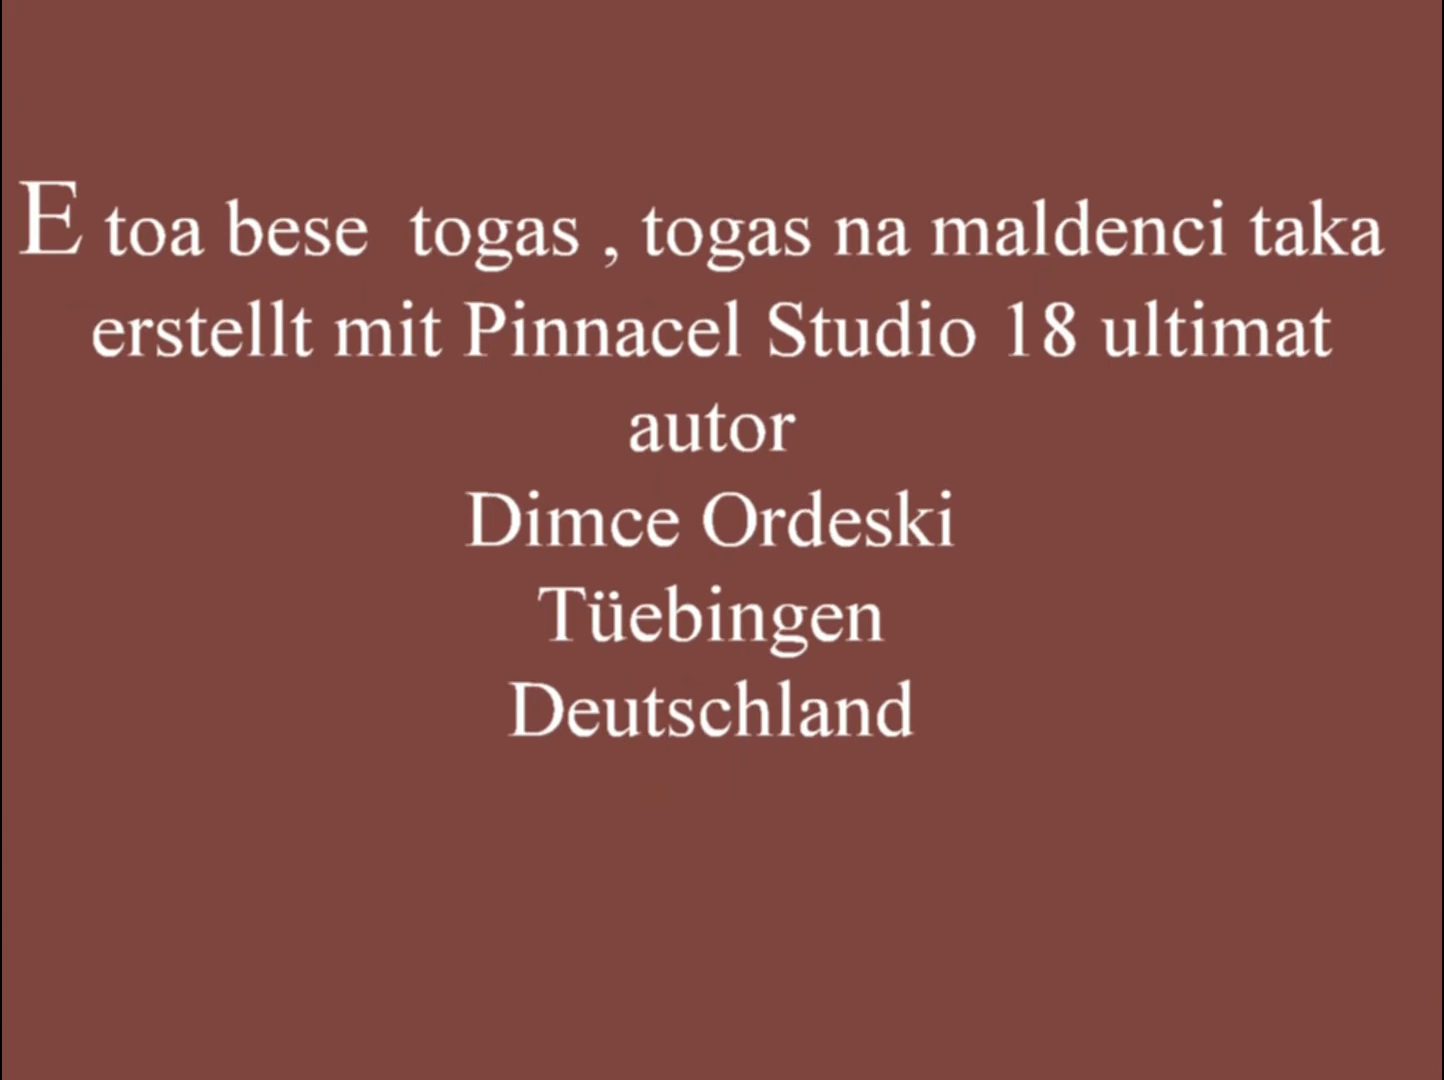 E toa bese togas , togas na maldenci taka
erstellt mit Pinnacel Studio 18 ultimat
autor
Dimce Ordeski
Tüebingen
Deutschland